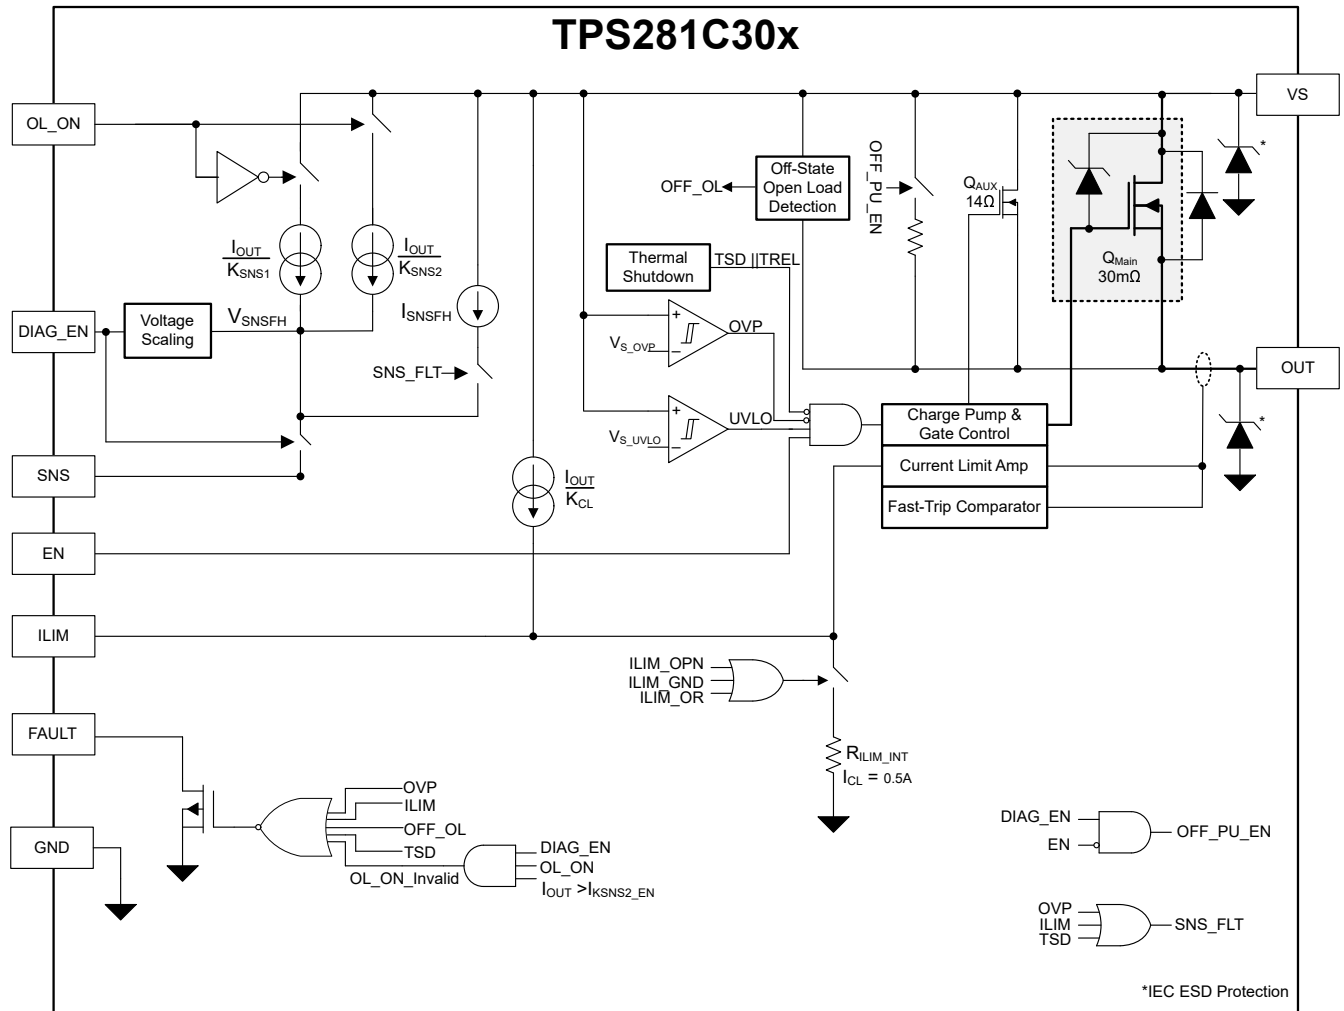 TPS281C30x
VS
OL_ON
OFF_PU_EN
Off-State
Open Load
Detection
OFF_OL
QAUX
14Ω
*
IOUT
KSNS1
IOUT
KSNS2
Thermal
Shutdown
TSD ||TREL
QMain
30mΩ
ISNSFH
DIAG_EN
Voltage
Scaling
VSNSFH
OVP
VS_OVP
+
−
SNS_FLT
OUT
UVLO
VS_UVLO
+
−
Charge Pump &
Gate Control
*
Current Limit Amp
Fast-Trip Comparator
SNS
IOUT
KCL
EN
ILIM
ILIM_OPN
ILIM_GND
ILIM_OR
FAULT
RILIM_INT
ICL = 0.5A
OVP
ILIM
OFF_OL
TSD
OL_ON_Invalid
DIAG_EN
OL_ON
IOUT >IKSNS2_EN
GND
DIAG_EN
EN
OFF_PU_EN
OVP
ILIM
TSD
SNS_FLT
*IEC ESD Protection